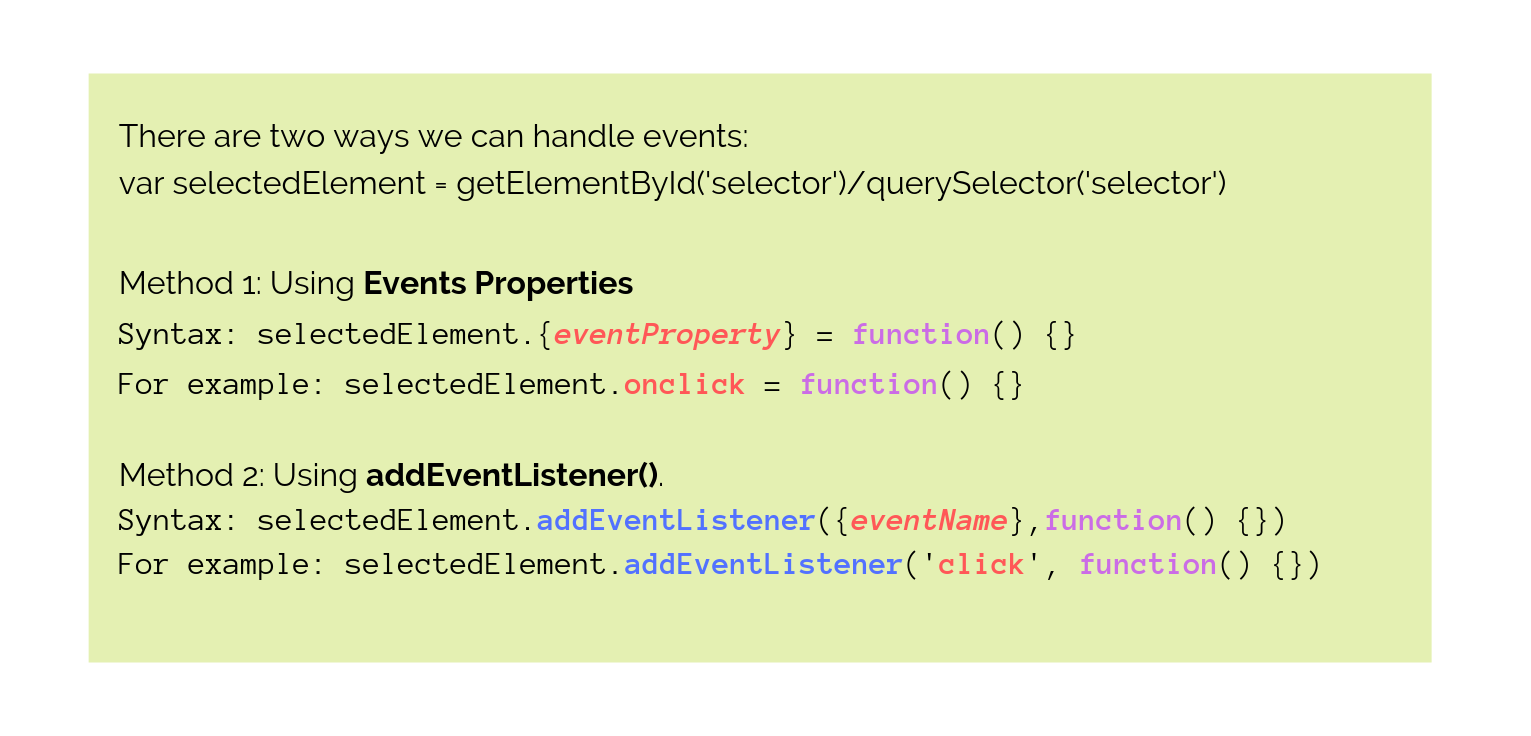 There are two ways we can handle events:
var selectedElement = getElementById('selector')/querySelector('selector')
Method 1: Using Events Properties
Syntax: selectedElement.{eventProperty} = function() {}
For example: selectedElement.onclick = function() {}
Method 2: Using addEventListener().
Syntax: selectedElement.addEventListener({eventName},function() {})
For example: selectedElement.addEventListener('click', function() {})